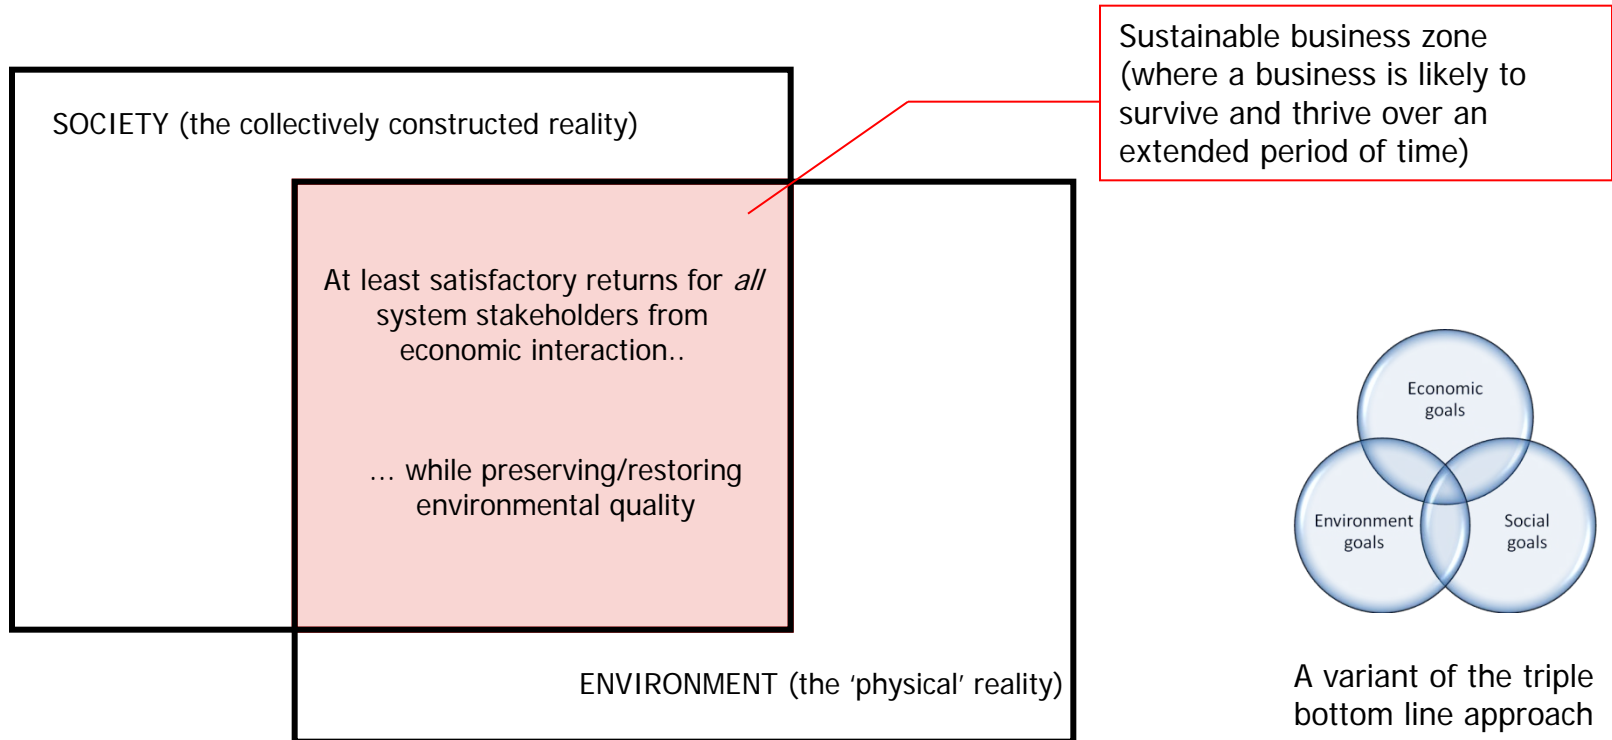 Sustainable business zone
(where a business is likely to
survive and thrive over an
extended period of time)
SOCIETY (the collectively constructed reality)
At least satisfactory returns for all
system stakeholders from
economic interaction..
... while preserving/restoring
environmental quality
ENVIRONMENT (the ‘physical’ reality)
Economic
goals
Environment
goals
Social
goals
A variant of the triple
bottom line approach